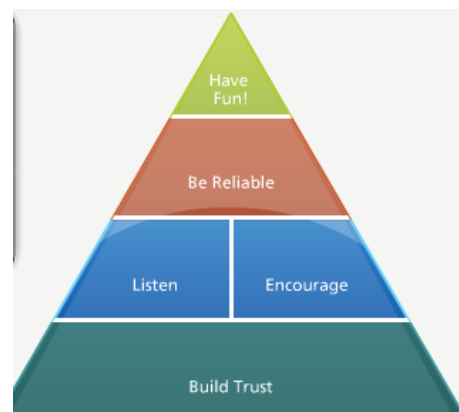 Have
Fun!
Be Reliable
Listen
Encourage
Build Trust